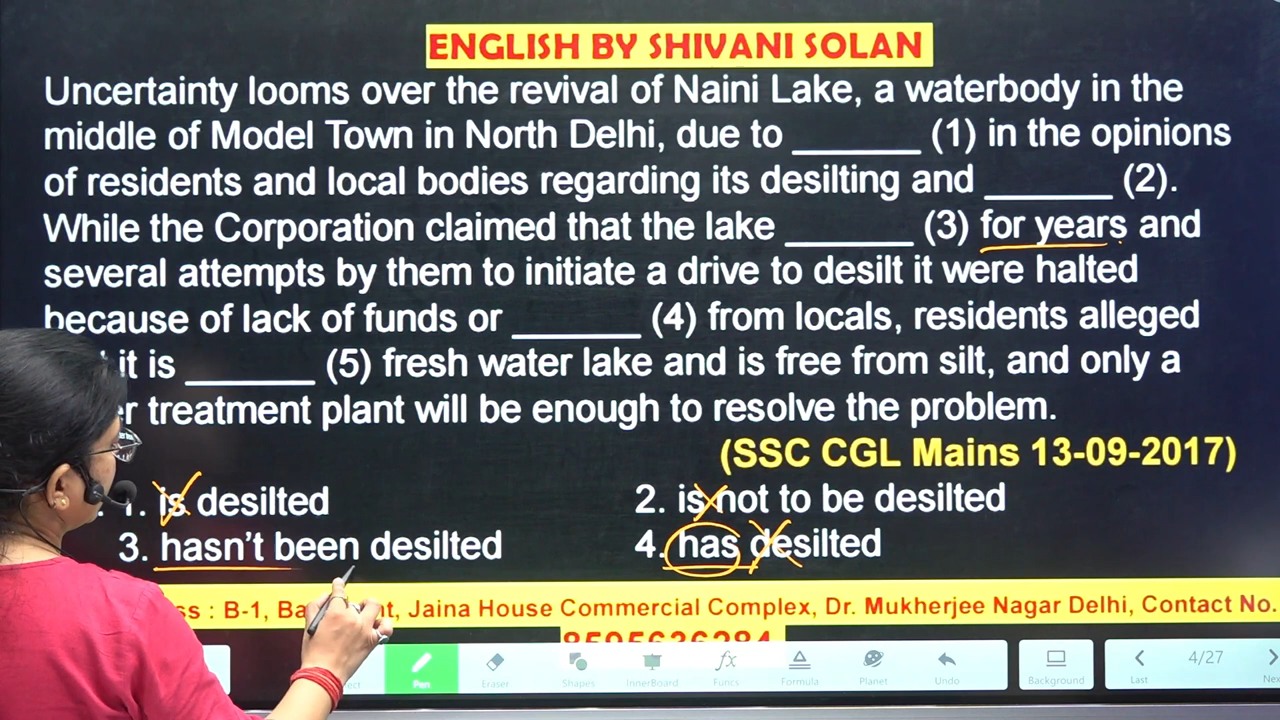 ENGLISH BY SHIVANI SOLAN
Uncertainty looms over the revival of Naini Lake, a waterbody in the
middle of Model Town in North Delhi, due to _______ (1) in the opinions
of residents and local bodies regarding its desilting and _______ (2).
While the Corporation claimed that the lake _______ (3) for years and
several attempts by them to initiate a drive to desilt it were halted
because of lack of funds or _______ (4) from locals, residents alleged
it is _______ (5) fresh water lake and is free from silt, and only a
treatment plant will be enough to resolve the problem.
(SSC CGL Mains 13-09-2017)
1. is desilted 2. is not to be desilted
3. hasn't been desilted 4. has desilted
: B-1, Jaina House Commercial Complex, Dr. Mukherjee Nagar Delhi, Contact No.
8595636284
Pen Eraser Shapes InnerBoard Funcs Formula Planet Undo Background Last 4/27